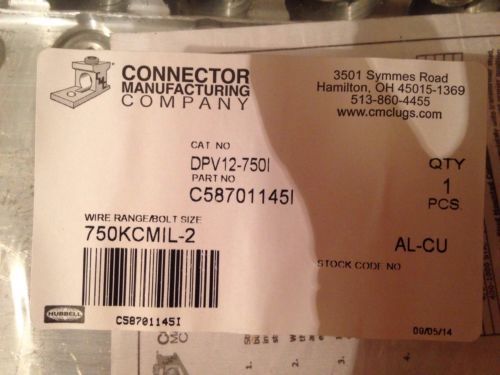 CONNECTOR
MANUFACTURING
COMPANY
3501 Symmes Road
Hamilton, OH 45015-1369
513-860-4455
www.cmclugs.com
CAT NO
DPV12-750I
PART NO
C58701145I
QTY
1
PCS
WIRE RANGE/BOLT SIZE
750KCMIL-2
AL-CU
STOCK CODE NO
HUBBELL
C58701145I
09/05/14